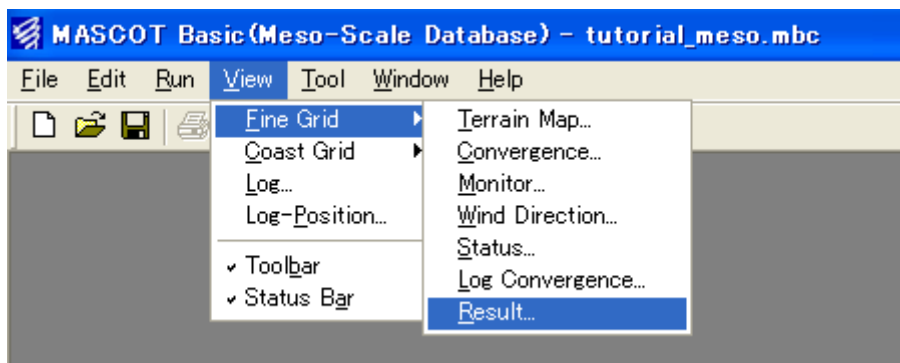 MASCOT Basic(Meso-Scale Database) - tutorial_meso.mbc
File Edit Run View Tool Window Help
Fine Grid
Coast Grid
Log...
Log-Position...
Toolbar
Status Bar
Terrain Map...
Convergence...
Monitor...
Wind Direction...
Status...
Log Convergence...
Result...